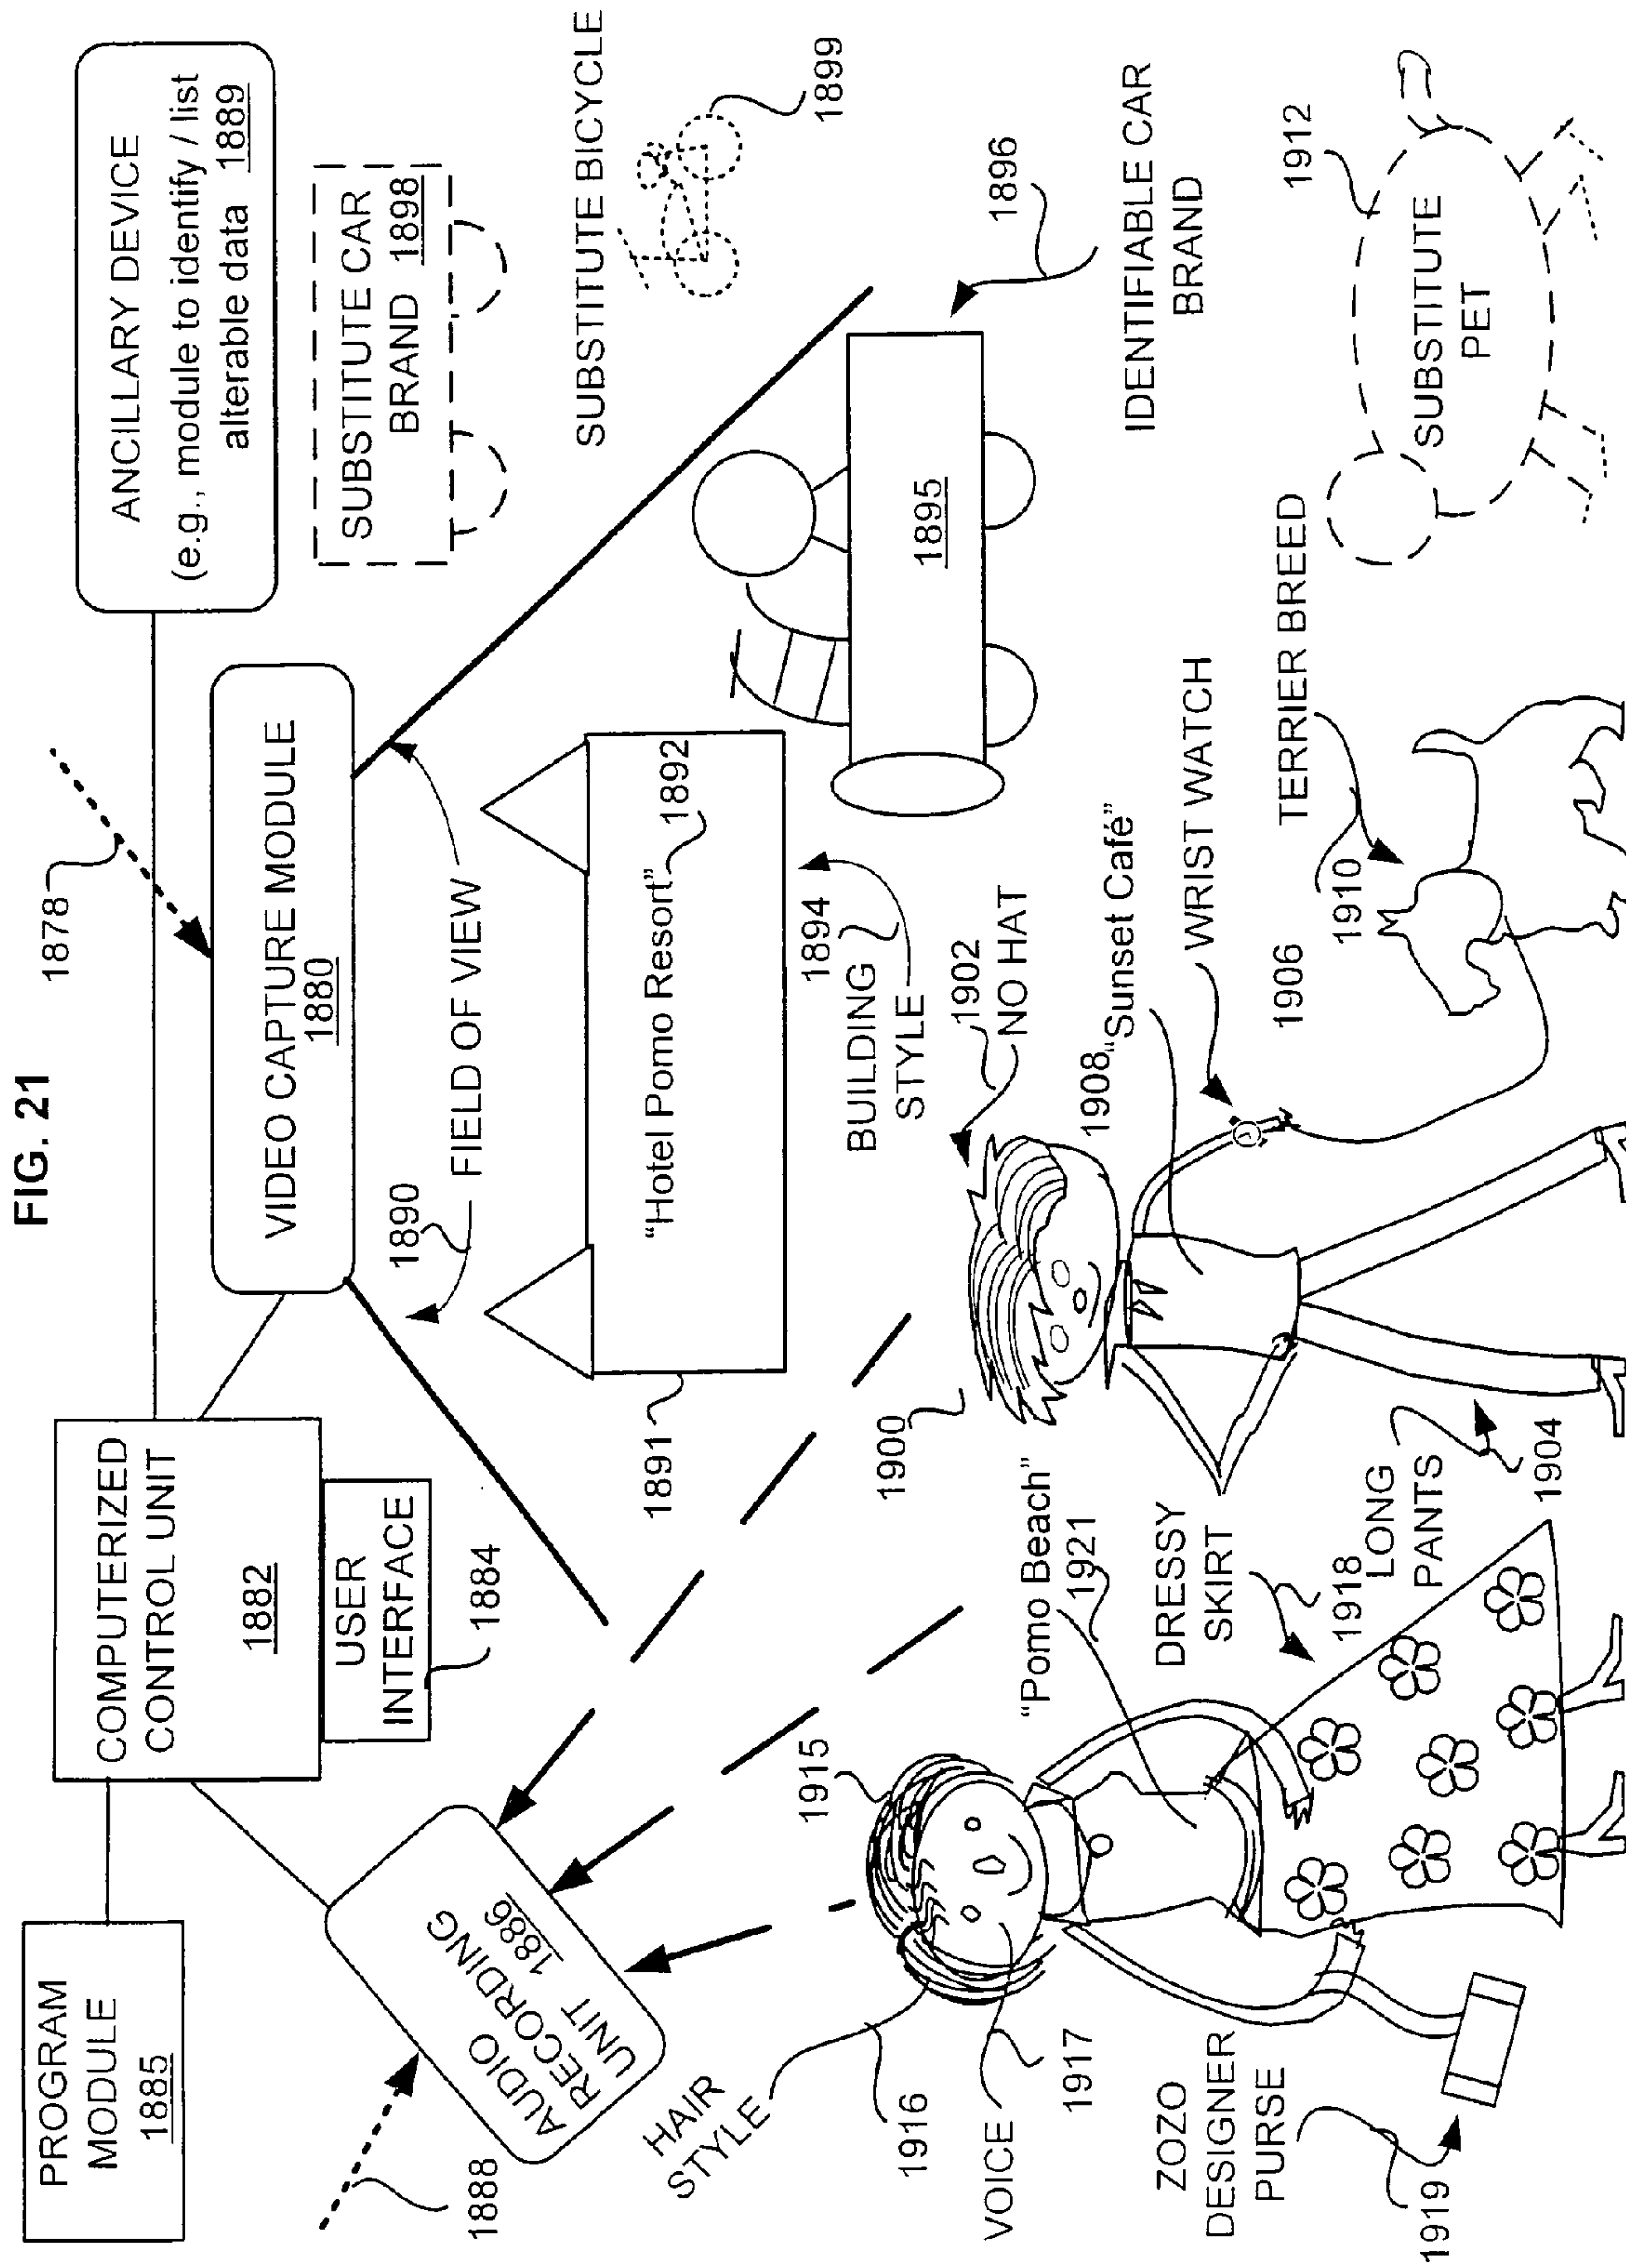 FIG. 21
PROGRAM
MODULE
1885
COMPUTERIZED
CONTROL UNIT
1882
USER
INTERFACE
1884
1878
VIDEO CAPTURE MODULE
1880
ANCILLARY DEVICE
(e.g., module to identify / list
alterable data 1889
1888
AUDIO
RECORDING
UNIT 1886
1890
FIELD OF VIEW
SUBSTITUTE CAR
BRAND 1898
SUBSTITUTE BICYCLE
1899
1891
“Hotel Pomo Resort”
1892
1894
BUILDING
STYLE
1895
1896
IDENTIFIABLE CAR
BRAND
HAIR
STYLE
1916
1915
VOICE
1917
1900
1902
NO HAT
1908
“Sunset Café”
WRIST WATCH
1906
“Pomo Beach”
1921
DRESSY
SKIRT
1918
LONG
PANTS
1904
ZOZO
DESIGNER
PURSE
1919
TERRIER BREED
1910
1912
SUBSTITUTE
PET